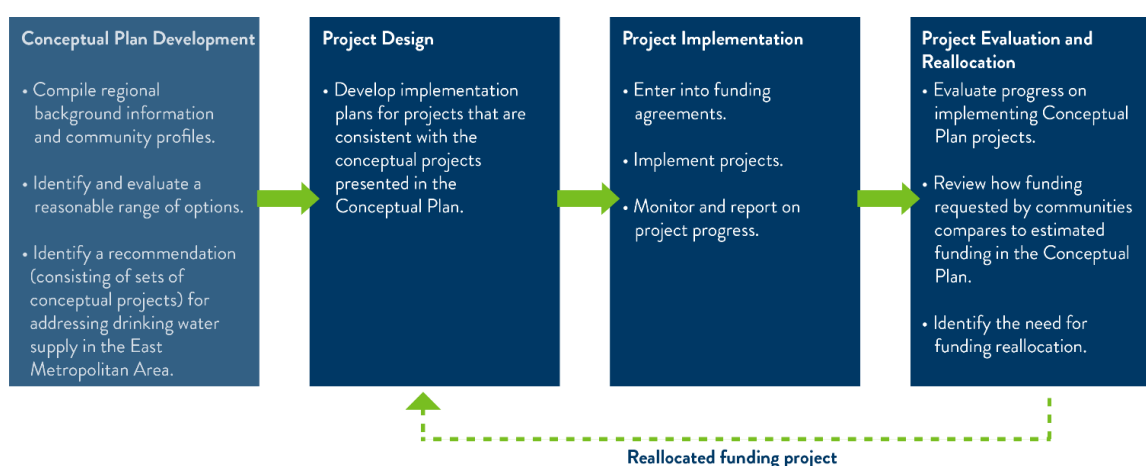 Conceptual Plan Development
• Compile regional
background information
and community profiles.
• Identify and evaluate a
reasonable range of options.
• Identify a recommendation
(consisting of sets of
conceptual projects) for
addressing drinking water
supply in the East
Metropolitan Area.
Project Design
• Develop implementation
plans for projects that are
consistent with the
conceptual projects
presented in the
Conceptual Plan.
Project Implementation
• Enter into funding
agreements.
• Implement projects.
• Monitor and report on
project progress.
Project Evaluation and
Reallocation
• Evaluate progress on
implementing Conceptual
Plan projects.
• Review how funding
requested by communities
compares to estimated
funding in the Conceptual
Plan.
• Identify the need for
funding reallocation.
Reallocated funding project